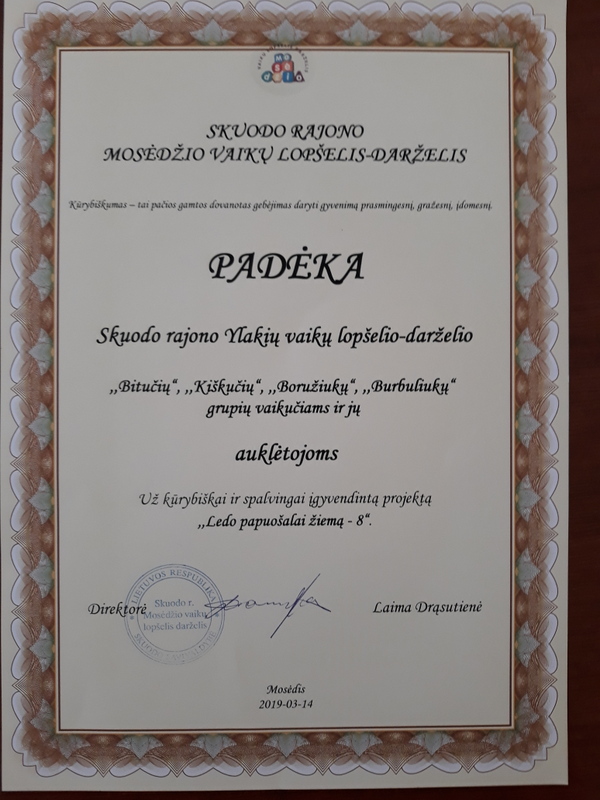 SKUODO RAJONO
MOSĖDŽIO VAIKŲ LOPŠELIS-DARŽELIS
Kūrybiškumas – tai pačios gamtos dovanotas gebėjimas daryti gyvenimą prasmingesnį, gražesnį, įdomesnį.
PADĖKA
Skuodo rajono Ylakių vaikų lopšelio-darželio
,,Bitučių“, ,,Kiškučių“, ,,Boružiukų“, ,,Burbuliukų“
grupių vaikučiams ir jų
auklėtojoms
Už kūrybiškai ir spalvingai įgyvendintą projektą
,,Ledo papuošalai žiemą - 8“.
LIETUVOS RESPUBLIKA
Skuodo r.
Mosėdžio vaikų
lopšelis darželis
Direktorė
Laima Drąsutienė
Mosėdis
2019-03-14